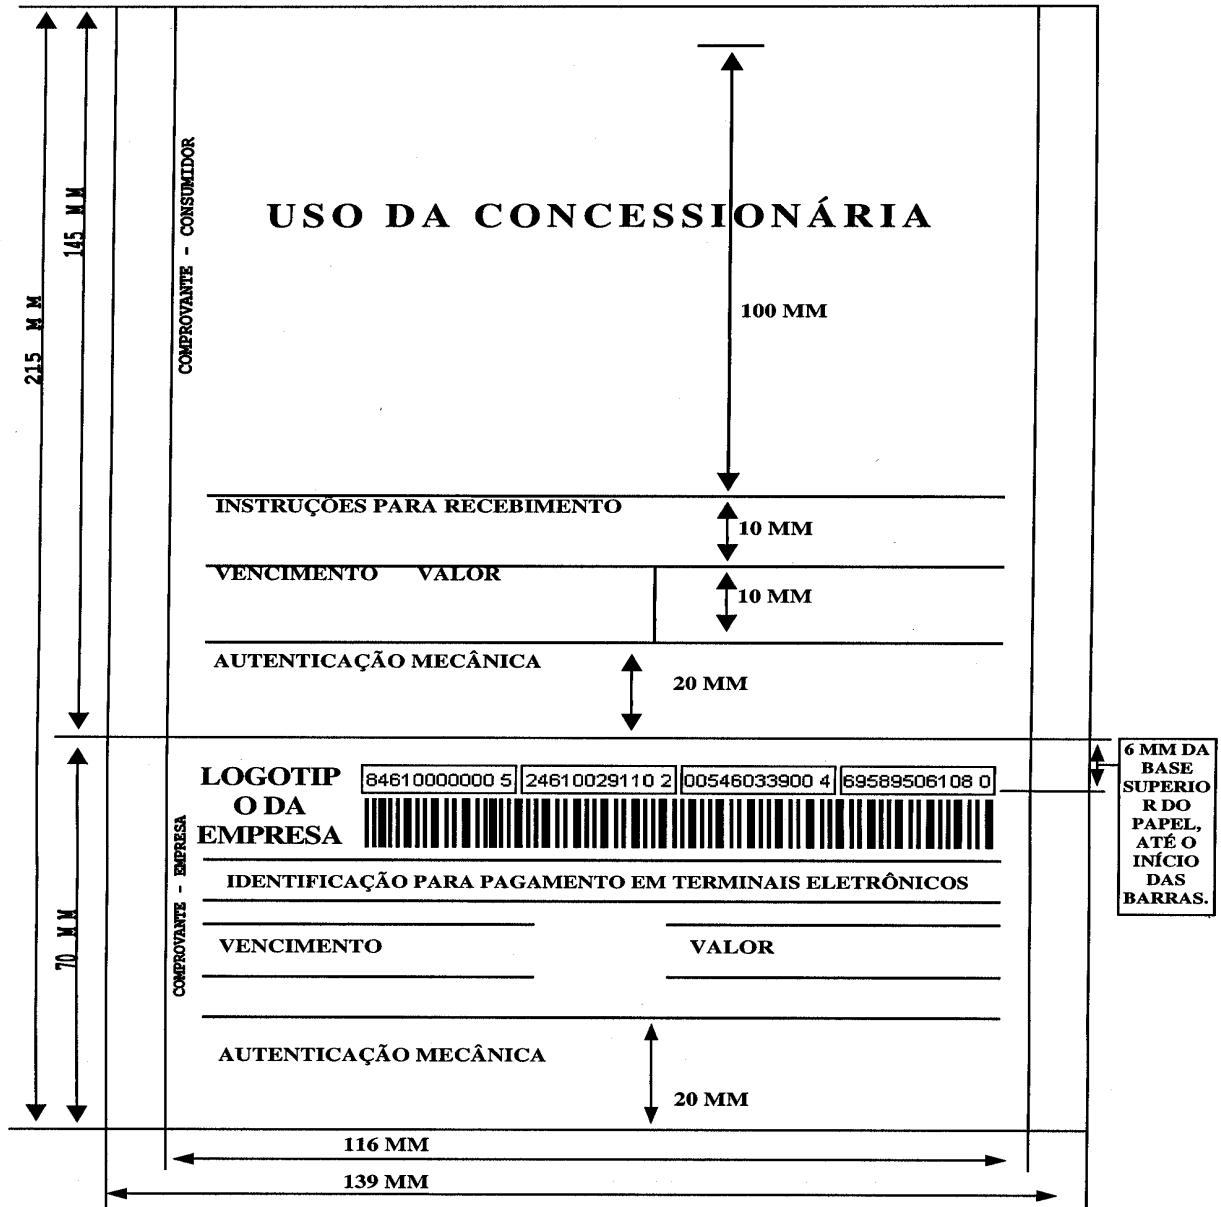 215 MM
145 MM
COMPROVANTE - CONSUMIDOR
USO DA CONCESSIONÁRIA
100 MM
INSTRUÇÕES PARA RECEBIMENTO
10 MM
VENCIMENTO VALOR
10 MM
AUTENTICAÇÃO MECÂNICA
20 MM
70 MM
COMPROVANTE - EMPRESA
LOGOTIP
O DA
EMPRESA
84610000000 5 24610029110 2 00546033900 4 69589506108 0
6 MM DA
BASE
SUPERIO
R DO
PAPEL,
ATÉ O
INÍCIO
DAS
BARRAS.
IDENTIFICAÇÃO PARA PAGAMENTO EM TERMINAIS ELETRÔNICOS
VENCIMENTO VALOR
AUTENTICAÇÃO MECÂNICA
20 MM
116 MM
139 MM